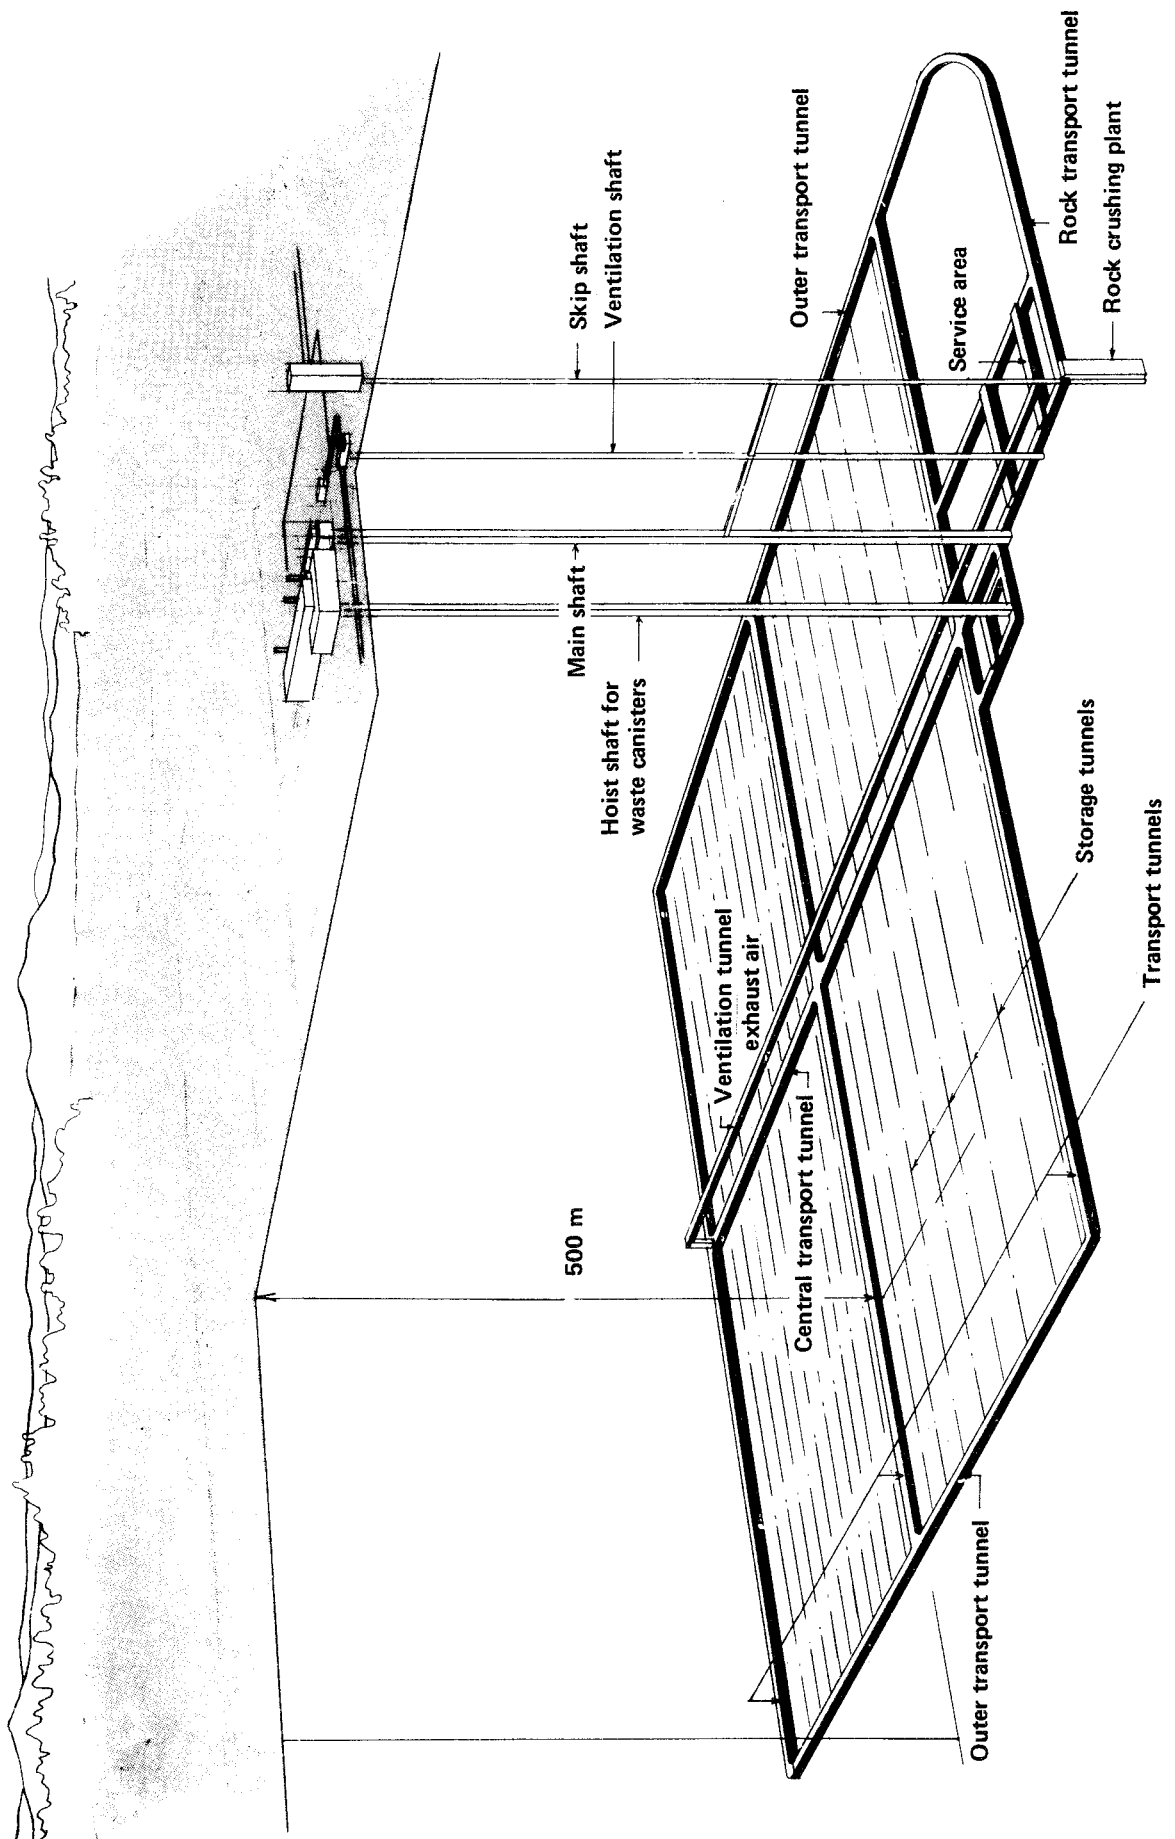 Skip shaft
Ventilation shaft
Main shaft
Hoist shaft for
waste canisters
Outer transport tunnel
Service area
Rock transport tunnel
Rock crushing plant
500 m
Ventilation tunnel
exhaust air
Central transport tunnel
Storage tunnels
Transport tunnels
Outer transport tunnel